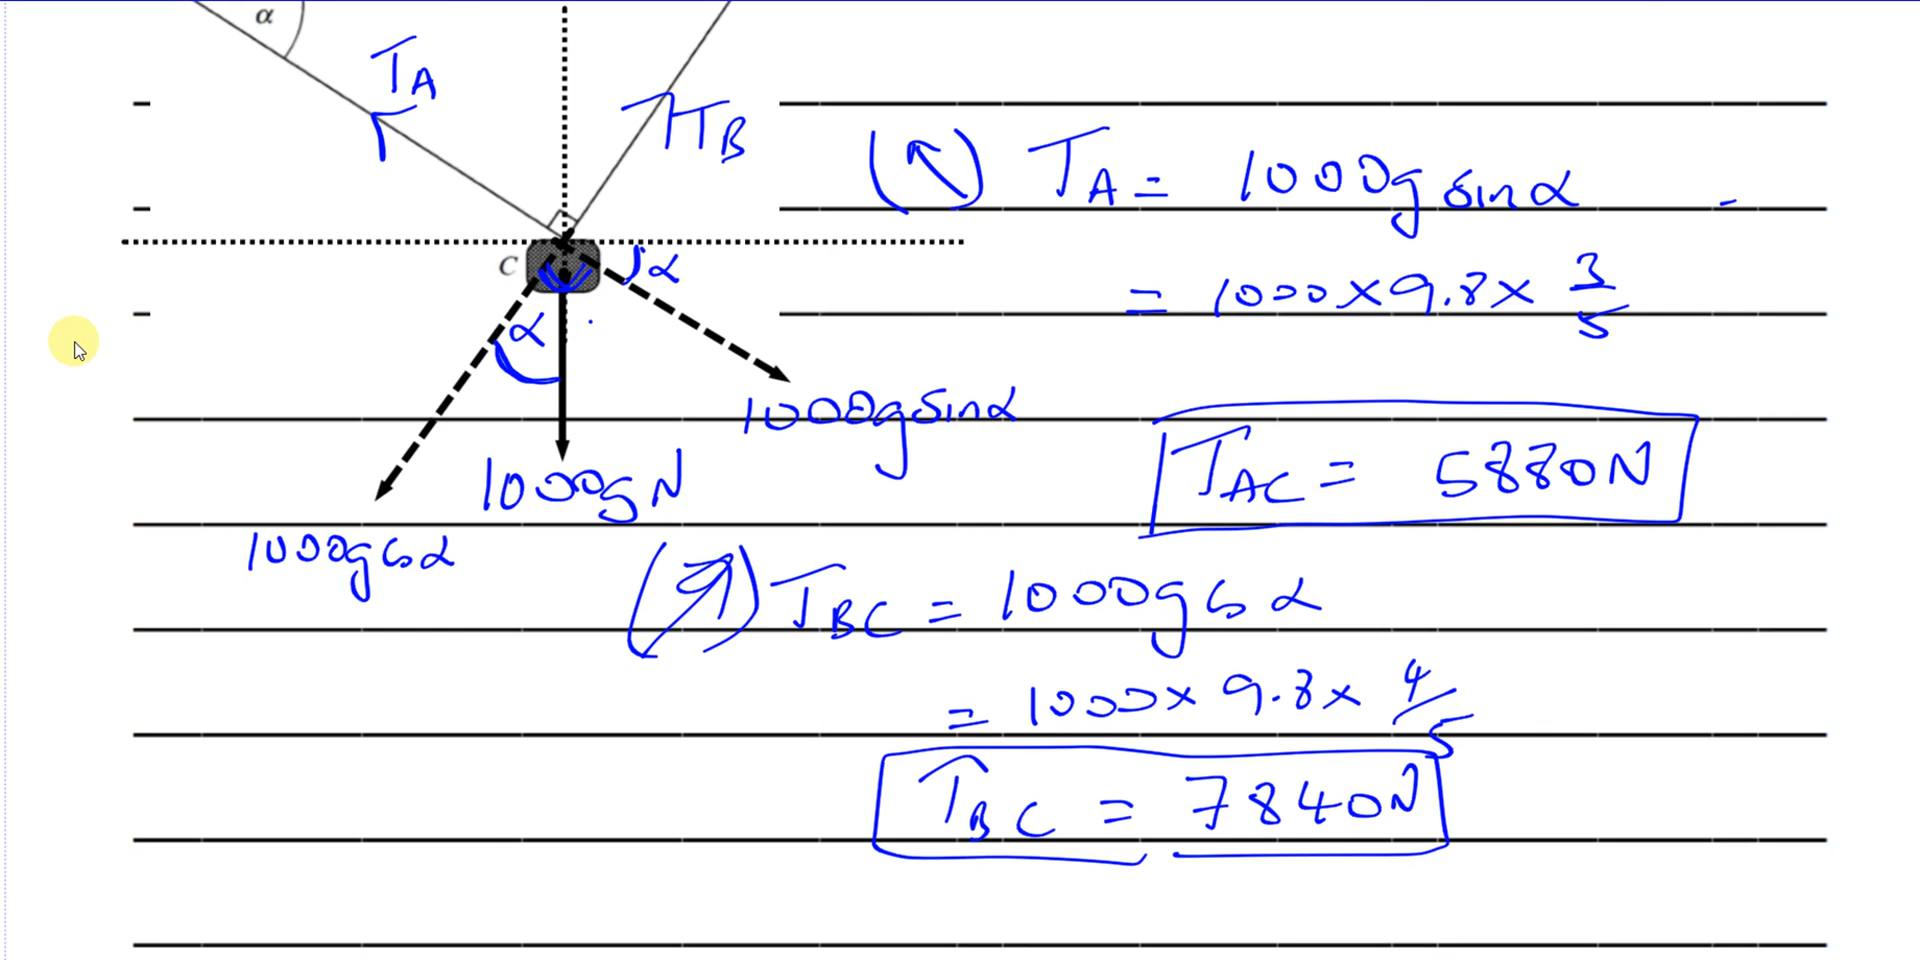 α
T_A
T_B
(↖) T_A = 1000g sinα
C
α
= 1000 × 9.8 × 3/5
α
1000g sinα
T_AC = 5880N
1000g N
1000g cosα
(↗) T_BC = 1000g cos α
= 1000 × 9.8 × 4/5
T_BC = 7840N